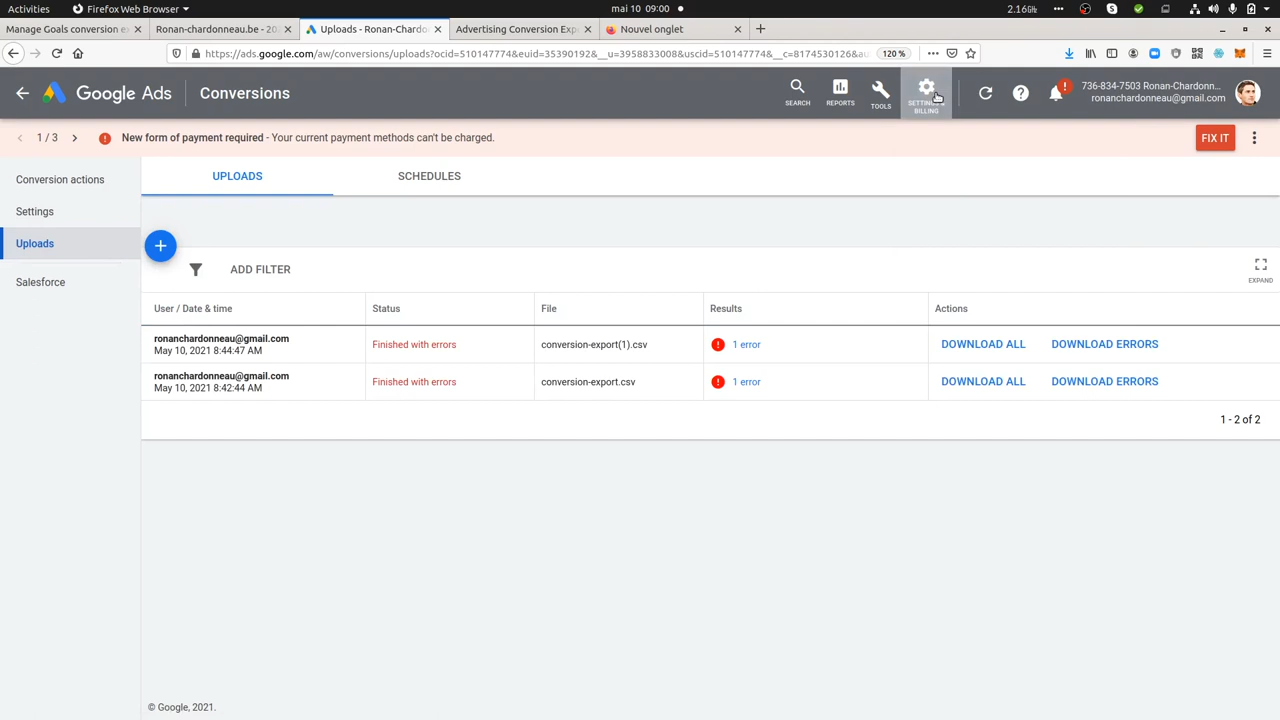 Activities
Firefox Web Browser
mai 10 09:00
2.16GHz
Manage Goals conversion ex
Ronan-chardonneau.be - 20
Uploads - Ronan-Chardo
Advertising Conversion Exp
Nouvel onglet
https://ads.google.com/aw/conversions/uploads?ocid=510147774&euid=35390192&__u=3958833008&uscid=510147774&__c=8174530126&au
120 %
Google Ads
Conversions
SEARCH
REPORTS
TOOLS
BILLING
736-834-7503 Ronan-Chardonn...
ronanchardonneau@gmail.com
1 / 3
New form of payment required - Your current payment methods can't be charged.
FIX IT
Conversion actions
Settings
Uploads
Salesforce
UPLOADS
SCHEDULES
ADD FILTER
EXPAND
User / Date & time
Status
File
Results
Actions
ronanchardonneau@gmail.com
May 10, 2021 8:44:47 AM
Finished with errors
conversion-export(1).csv
1 error
DOWNLOAD ALL
DOWNLOAD ERRORS
ronanchardonneau@gmail.com
May 10, 2021 8:42:44 AM
Finished with errors
conversion-export.csv
1 error
DOWNLOAD ALL
DOWNLOAD ERRORS
1 - 2 of 2
© Google, 2021.